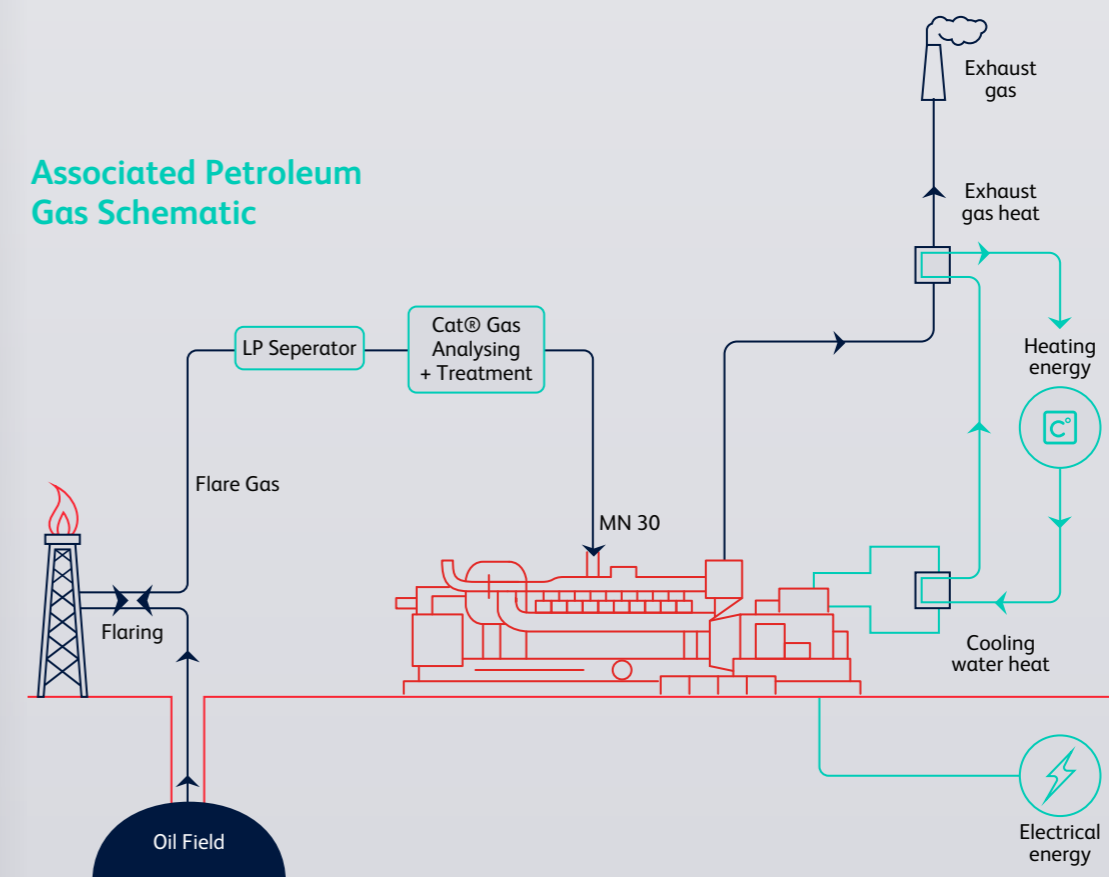 Associated Petroleum
Gas Schematic
Exhaust
gas
Exhaust
gas heat
LP Seperator
Cat® Gas
Analysing
+ Treatment
Heating
energy
C°
Flare Gas
MN 30
Flaring
Cooling
water heat
Oil Field
Electrical
energy